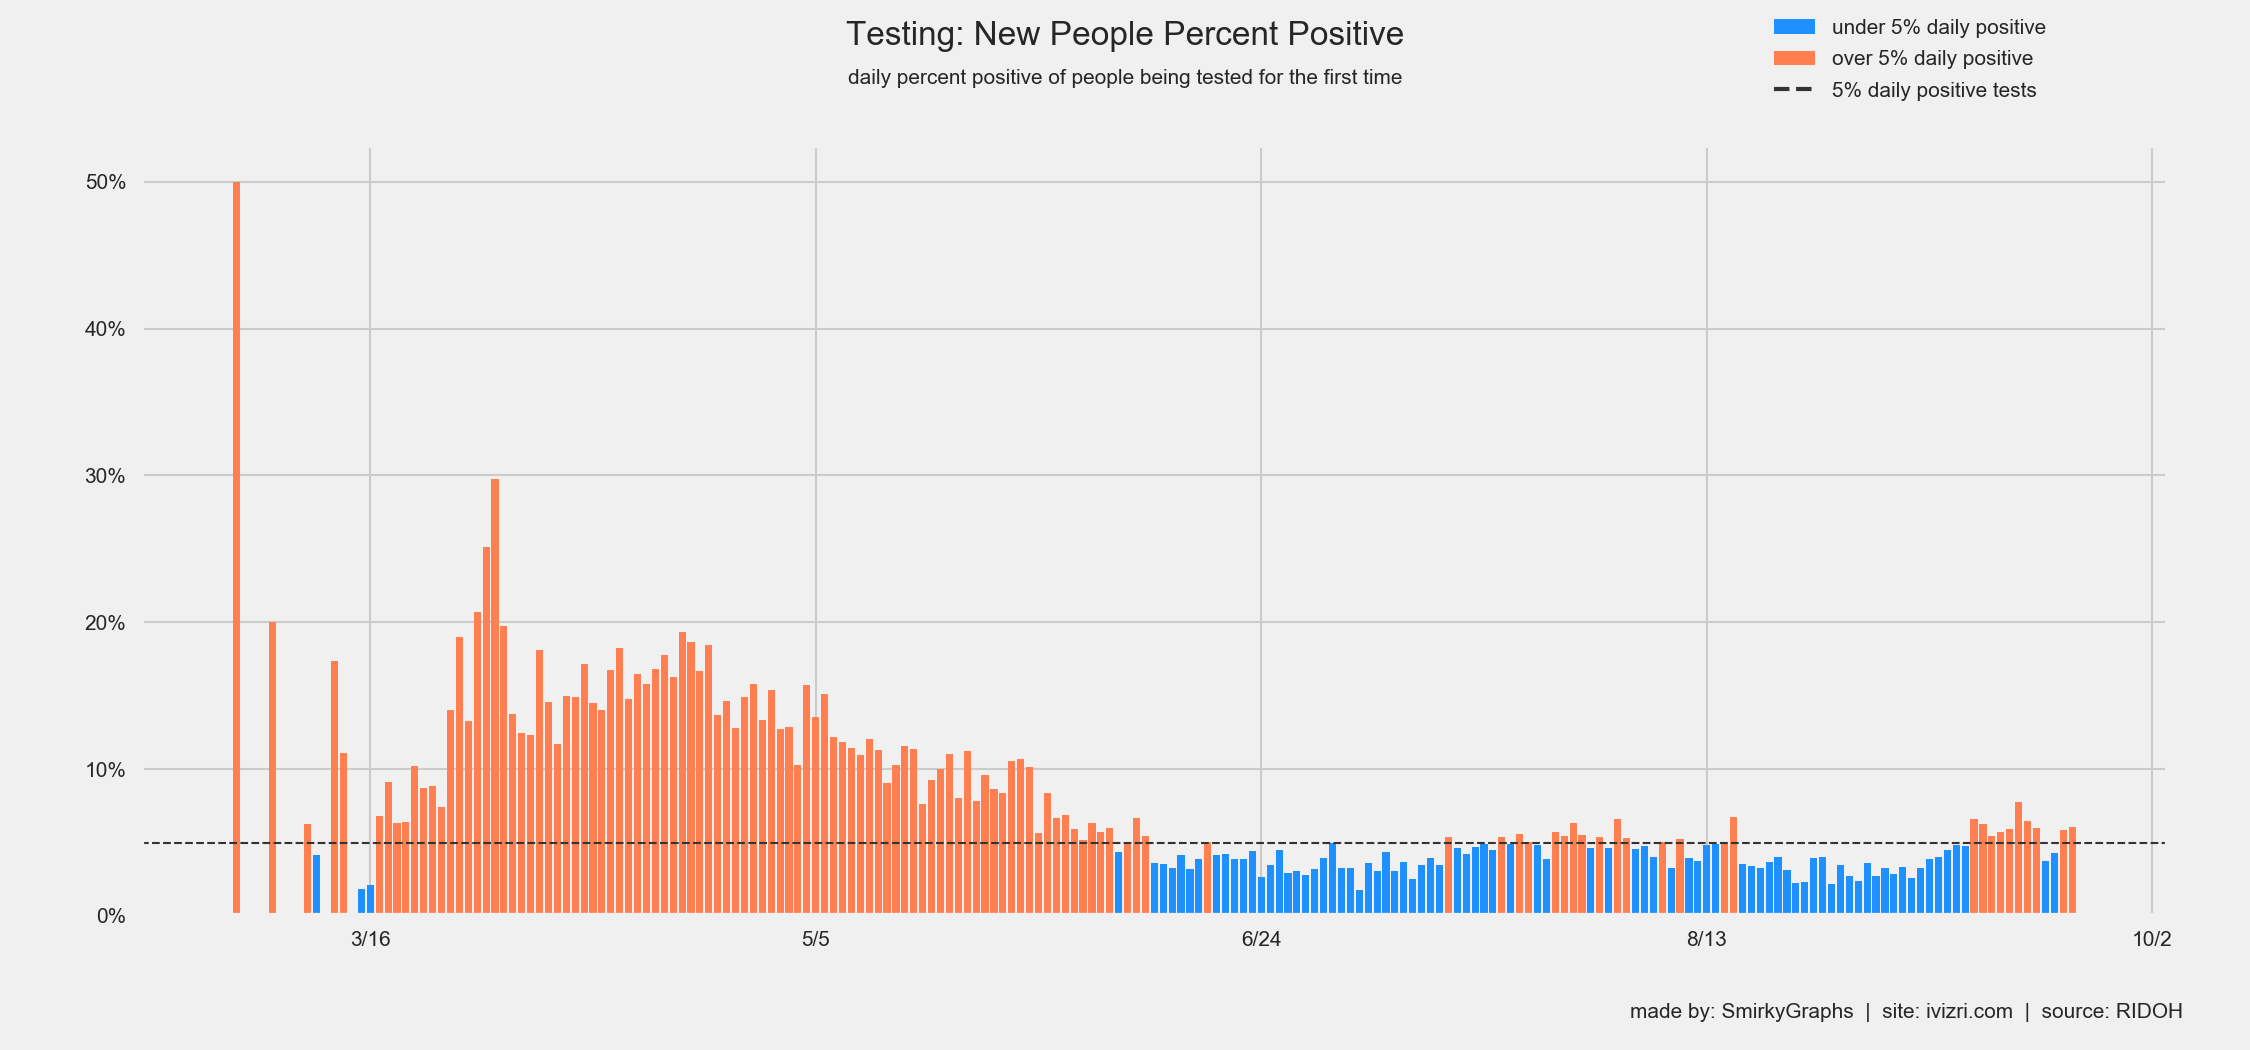 Testing: New People Percent Positive
daily percent positive of people being tested for the first time
under 5% daily positive
over 5% daily positive
5% daily positive tests
50%
40%
30%
20%
10%
0%
3/16
5/5
6/24
8/13
10/2
made by: SmirkyGraphs | site: ivizri.com | source: RIDOH